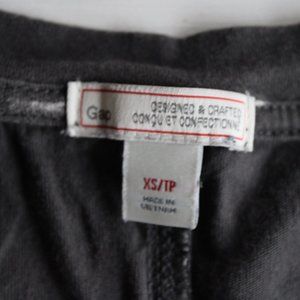 Gap
DESIGNED & CRAFTED
CONÇU ET CONFECTIONNÉ
XS/TP
MADE IN
VIETNAM